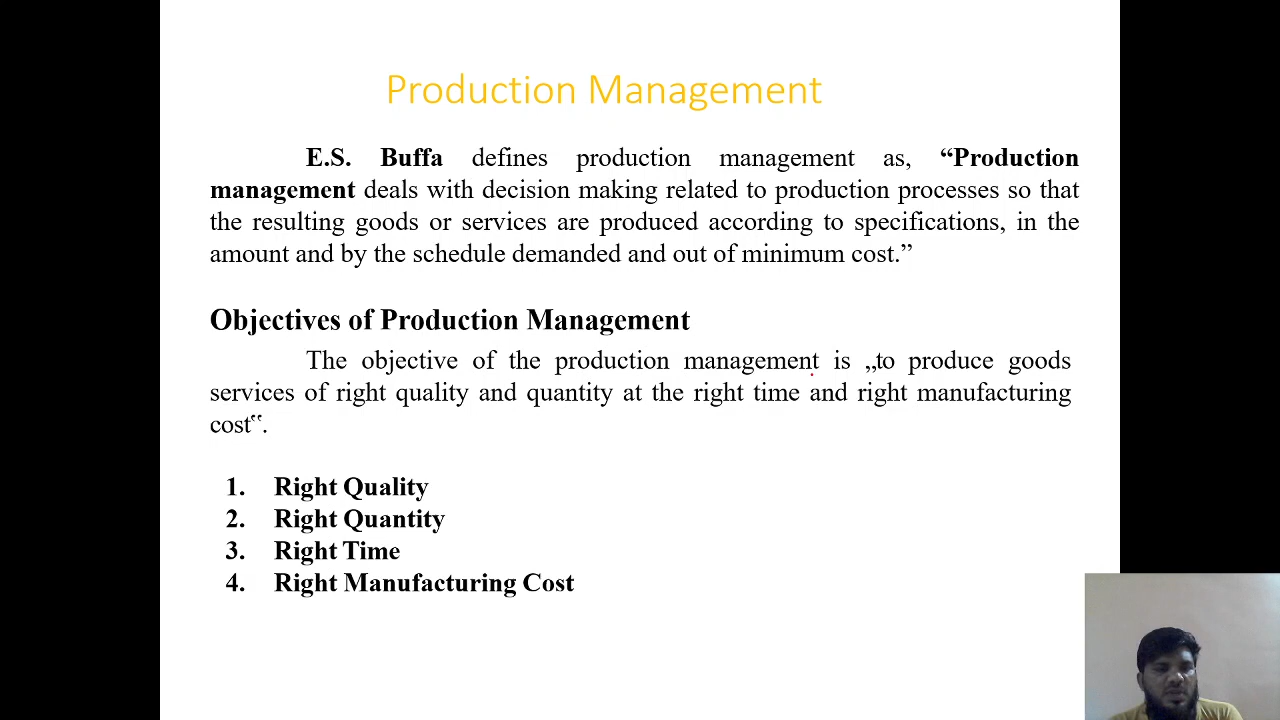 Production Management
E.S. Buffa defines production management as, “Production
management deals with decision making related to production processes so that
the resulting goods or services are produced according to specifications, in the
amount and by the schedule demanded and out of minimum cost.”
Objectives of Production Management
The objective of the production management is „to produce goods
services of right quality and quantity at the right time and right manufacturing
cost‟.
1. Right Quality
2. Right Quantity
3. Right Time
4. Right Manufacturing Cost